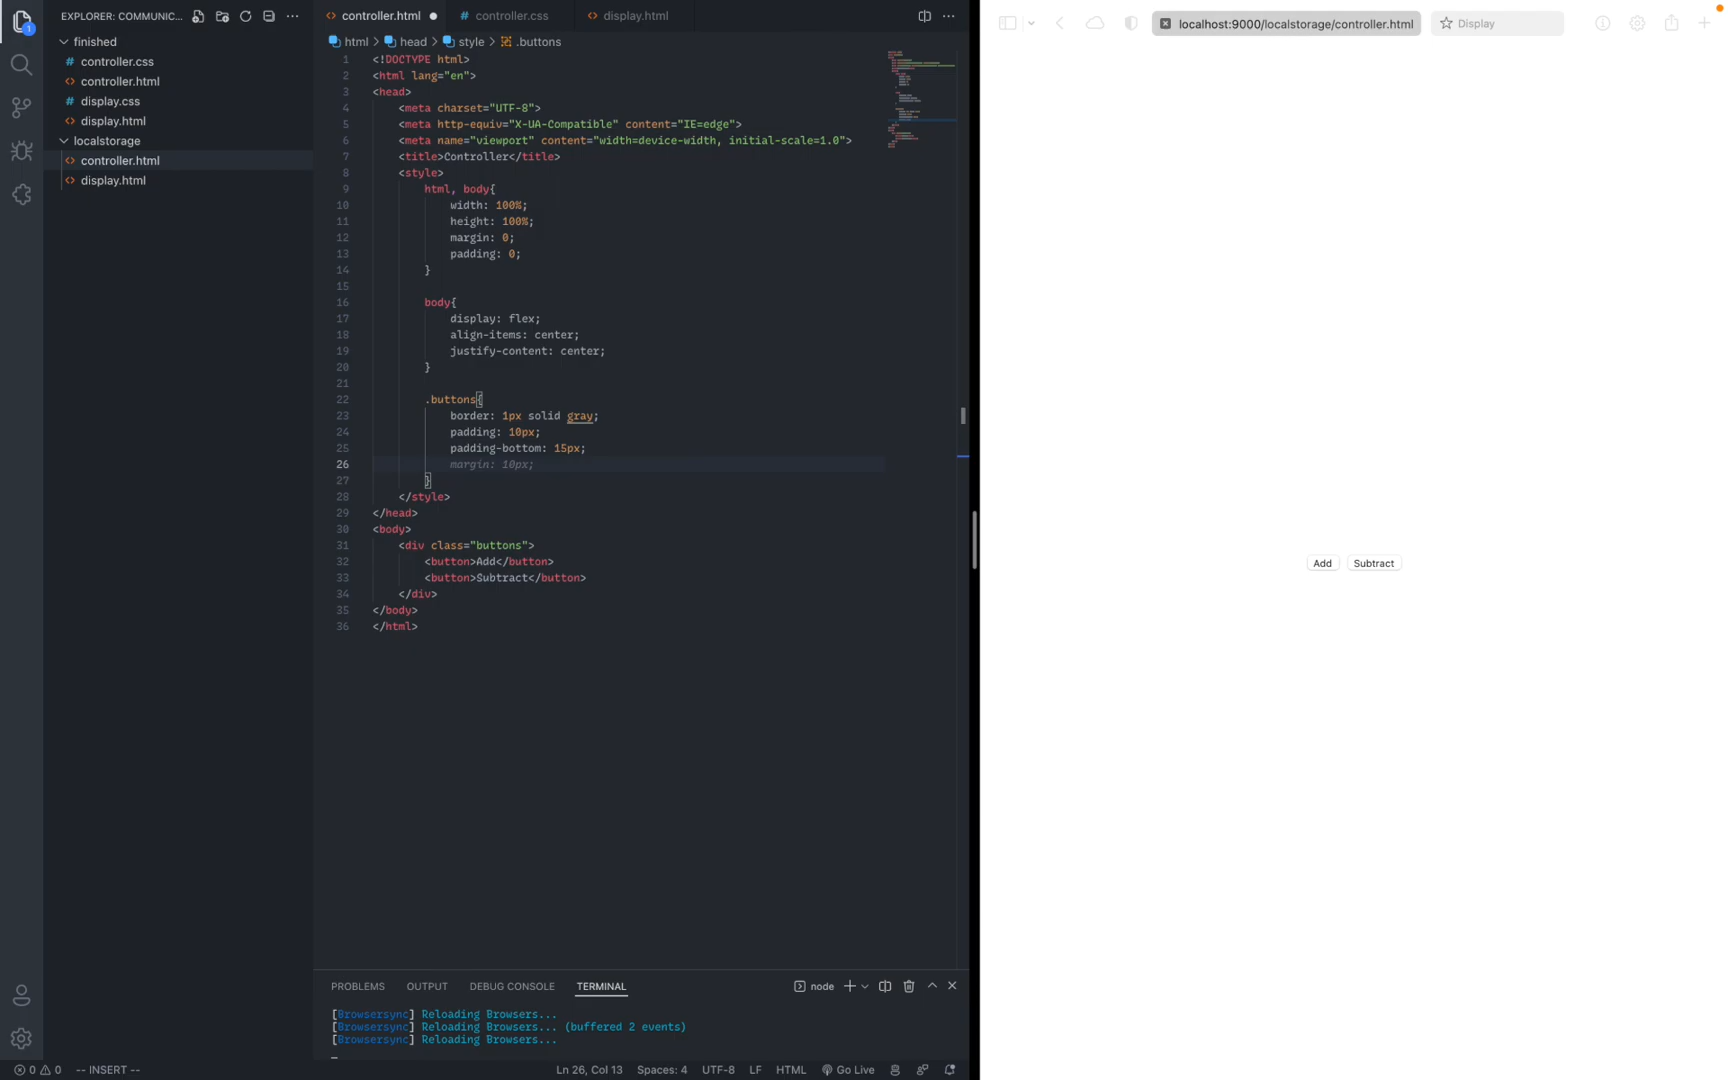 EXPLORER: COMMUNIC...
finished
controller.css
controller.html
display.css
display.html
localstorage
controller.html
display.html
1
controller.html
controller.css
display.html
html > head > style > .buttons
1 <!DOCTYPE html>
2 <html lang="en">
3 <head>
4 <meta charset="UTF-8">
5 <meta http-equiv="X-UA-Compatible" content="IE=edge">
6 <meta name="viewport" content="width=device-width, initial-scale=1.0">
7 <title>Controller</title>
8 <style>
9 html, body{
10 width: 100%;
11 height: 100%;
12 margin: 0;
13 padding: 0;
14 }
15
16 body{
17 display: flex;
18 align-items: center;
19 justify-content: center;
20 }
21
22 .buttons{
23 border: 1px solid gray;
24 padding: 10px;
25 padding-bottom: 15px;
26 margin: 10px;
27 }
28 </style>
29 </head>
30 <body>
31 <div class="buttons">
32 <button>Add</button>
33 <button>Subtract</button>
34 </div>
35 </body>
36 </html>
PROBLEMS OUTPUT DEBUG CONSOLE TERMINAL
node
[Browsersync] Reloading Browsers...
[Browsersync] Reloading Browsers... (buffered 2 events)
[Browsersync] Reloading Browsers...
0 0 -- INSERT --
Ln 26, Col 13 Spaces: 4 UTF-8 LF HTML Go Live
localhost:9000/localstorage/controller.html
Display
Add Subtract